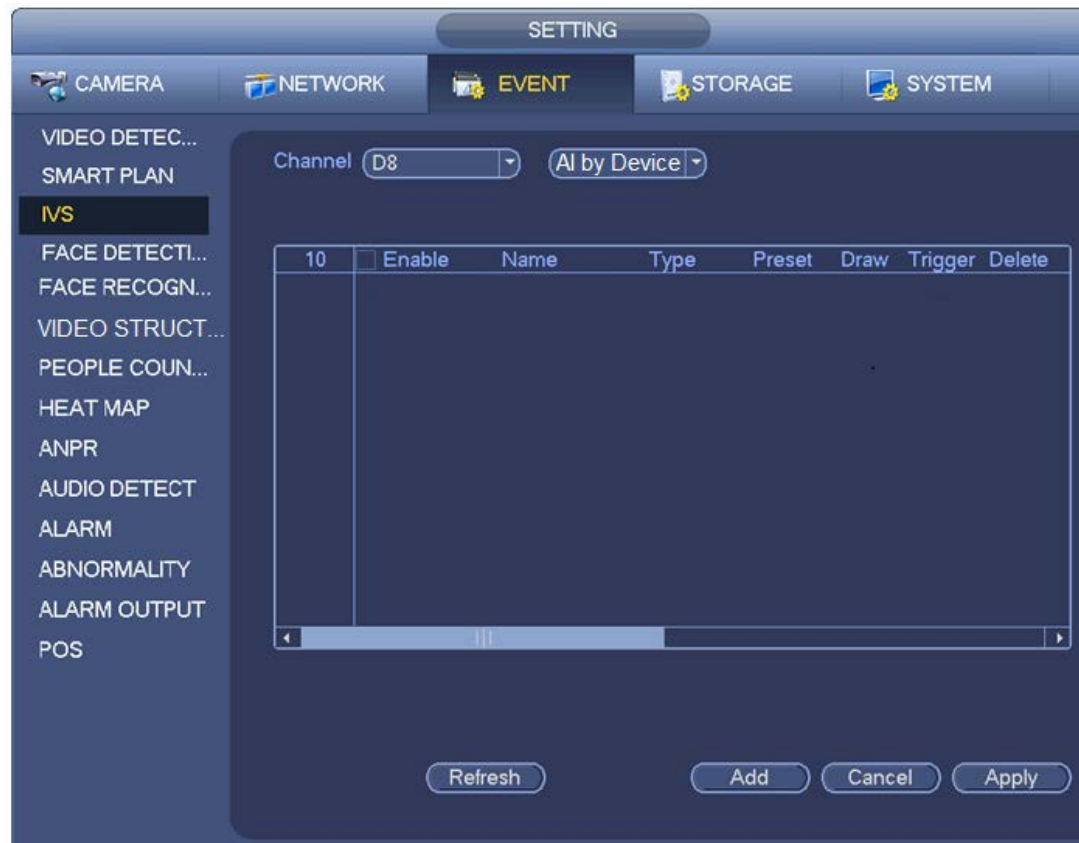 SETTING
CAMERA NETWORK EVENT STORAGE SYSTEM
VIDEO DETEC...
SMART PLAN
IVS
FACE DETECTI...
FACE RECOGN...
VIDEO STRUCT...
PEOPLE COUN...
HEAT MAP
ANPR
AUDIO DETECT
ALARM
ABNORMALITY
ALARM OUTPUT
POS
Channel D8 AI by Device
10 Enable Name Type Preset Draw Trigger Delete
Refresh Add Cancel Apply